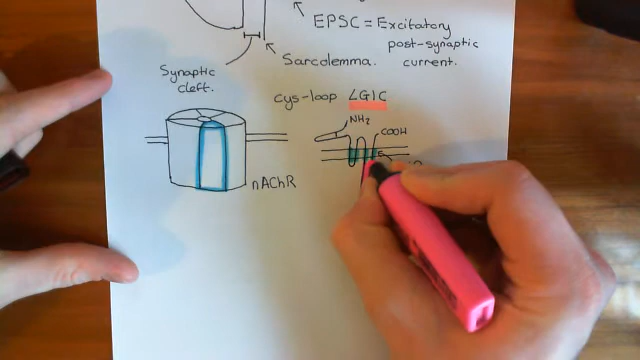 EPSC = Excitatory
post-synaptic
current.
Sarcolemma.
Synaptic
cleft.
cys-loop LGIC
NH2
COOH
nAChR